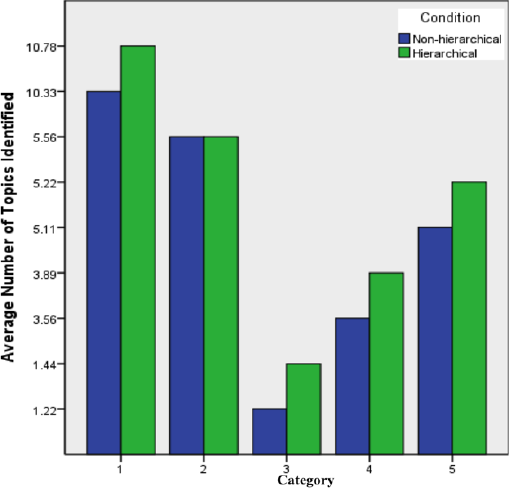 Condition
Non-hierarchical
Hierarchical
Average Number of Topics Identified
10.78
10.33
5.56
5.22
5.11
3.89
3.56
1.44
1.22
1 2 3 4 5
Category